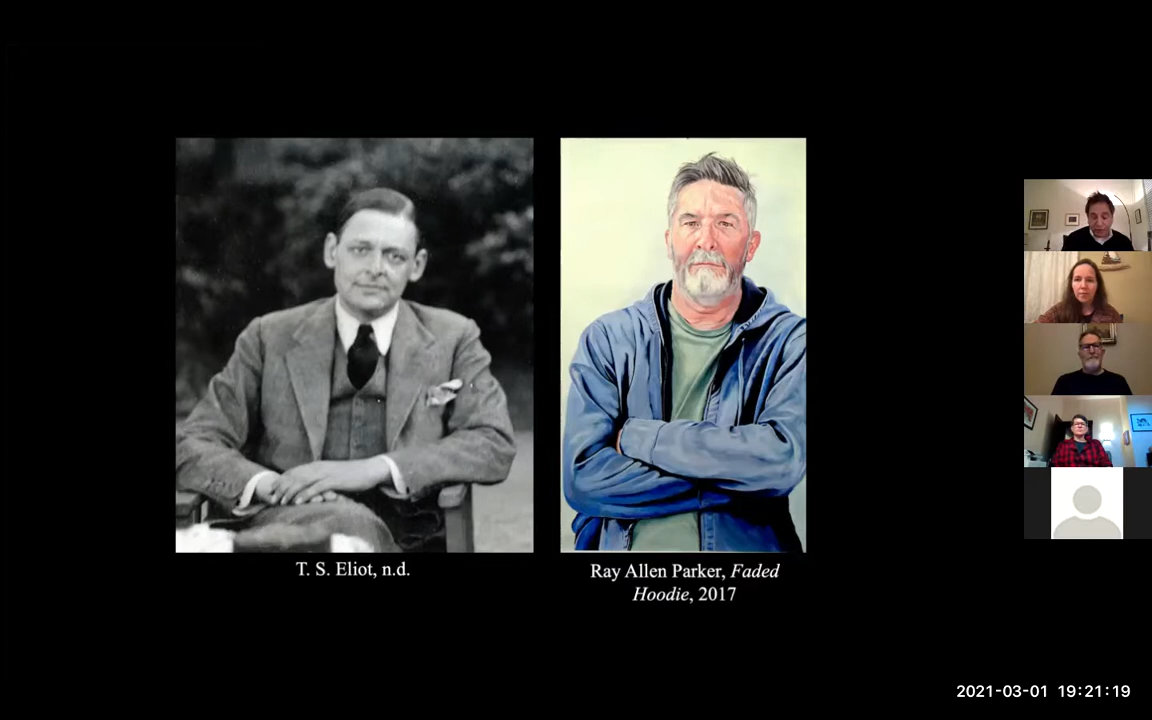 T. S. Eliot, n.d.
Ray Allen Parker, Faded
Hoodie, 2017
2021-03-01 19:21:19